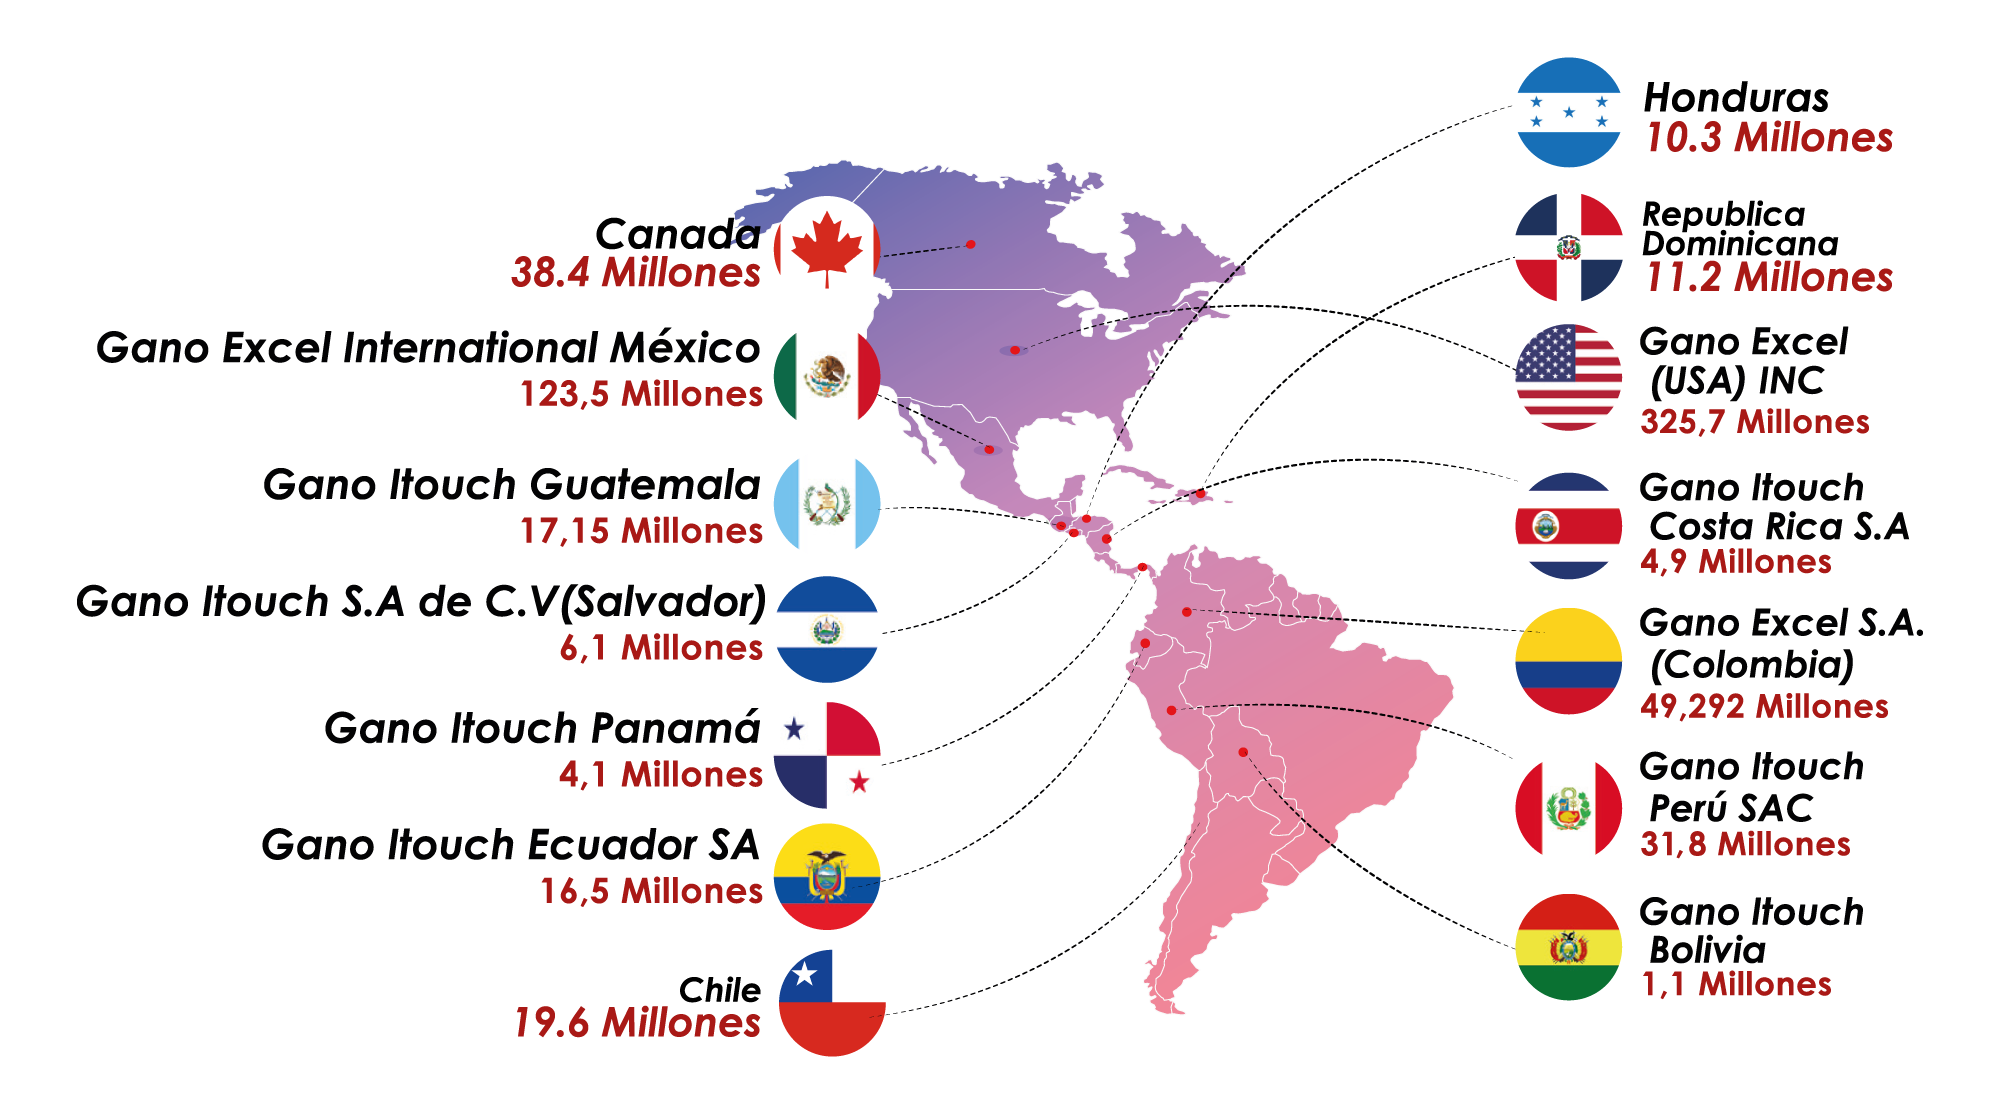 Canada
38.4 Millones
Gano Excel International México
123,5 Millones
Gano Itouch Guatemala
17,15 Millones
Gano Itouch S.A de C.V(Salvador)
6,1 Millones
Gano Itouch Panamá
4,1 Millones
Gano Itouch Ecuador SA
16,5 Millones
Chile
19.6 Millones
Honduras
10.3 Millones
Republica
Dominicana
11.2 Millones
Gano Excel
(USA) INC
325,7 Millones
Gano Itouch
Costa Rica S.A
4,9 Millones
Gano Excel S.A.
(Colombia)
49,292 Millones
Gano Itouch
Perú SAC
31,8 Millones
Gano Itouch
Bolivia
1,1 Millones